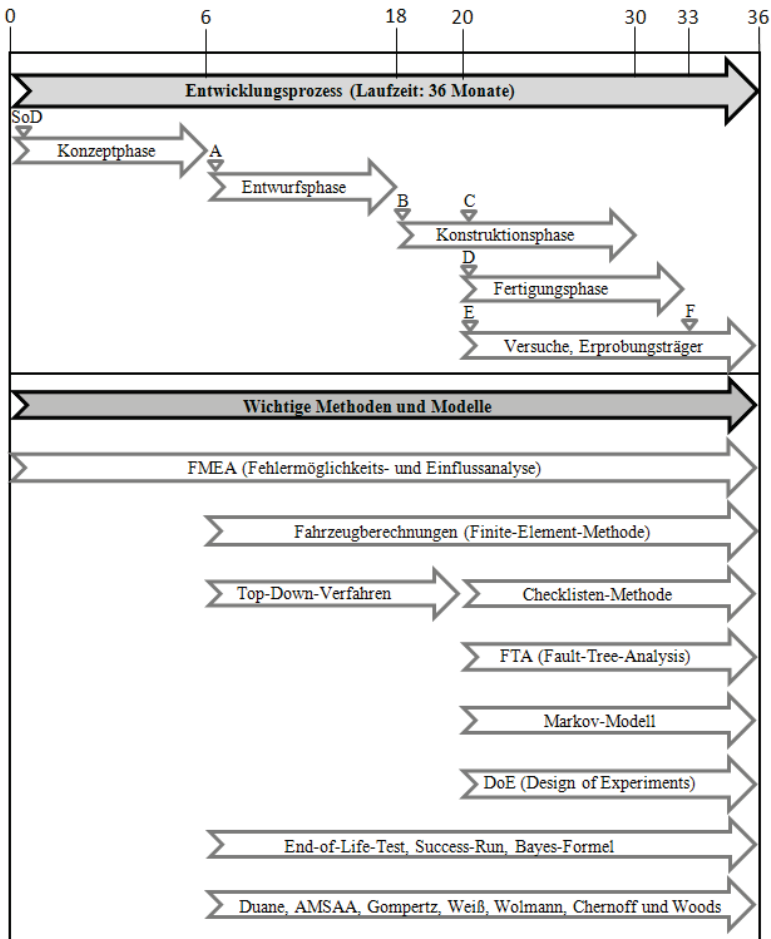 0 6 18 20 30 33 36
Entwicklungsprozess (Laufzeit: 36 Monate)
SoD
Konzeptphase
A
Entwurfsphase
B C
Konstruktionsphase
D
Fertigungsphase
E F
Versuche, Erprobungsträger
Wichtige Methoden und Modelle
FMEA (Fehlermöglichkeits- und Einflussanalyse)
Fahrzeugberechnungen (Finite-Element-Methode)
Top-Down-Verfahren Checklisten-Methode
FTA (Fault-Tree-Analysis)
Markov-Modell
DoE (Design of Experiments)
End-of-Life-Test, Success-Run, Bayes-Formel
Duane, AMSAA, Gompertz, Weiß, Wolmann, Chernoff und Woods